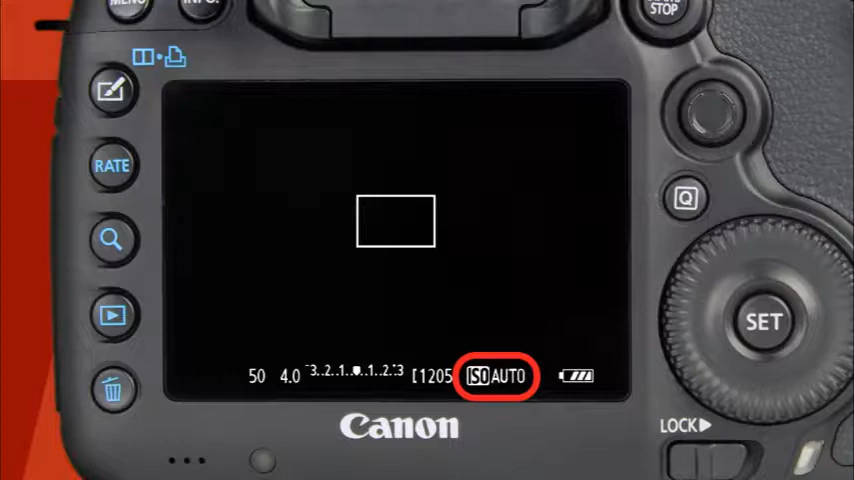 MENU
INFO.
STOP
RATE
Q
SET
50 4.0 -3..2..1..●..1..2..:3 [1205 ISO AUTO
Canon
LOCK▶